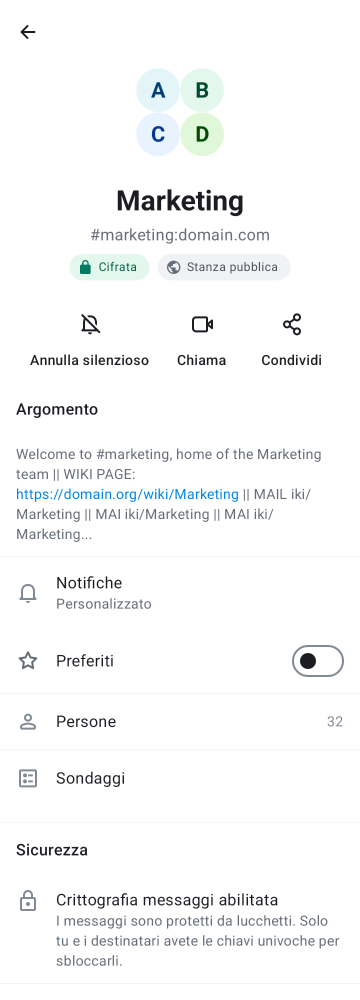 A B
C D
Marketing
#marketing:domain.com
Cifrata Stanza pubblica
Annulla silenzioso Chiama Condividi
Argomento
Welcome to #marketing, home of the Marketing
team || WIKI PAGE:
https://domain.org/wiki/Marketing || MAIL iki/
Marketing || MAI iki/Marketing || MAI iki/
Marketing...
Notifiche
Personalizzato
Preferiti
Persone 32
Sondaggi
Sicurezza
Crittografia messaggi abilitata
I messaggi sono protetti da lucchetti. Solo
tu e i destinatari avete le chiavi univoche per
sbloccarli.